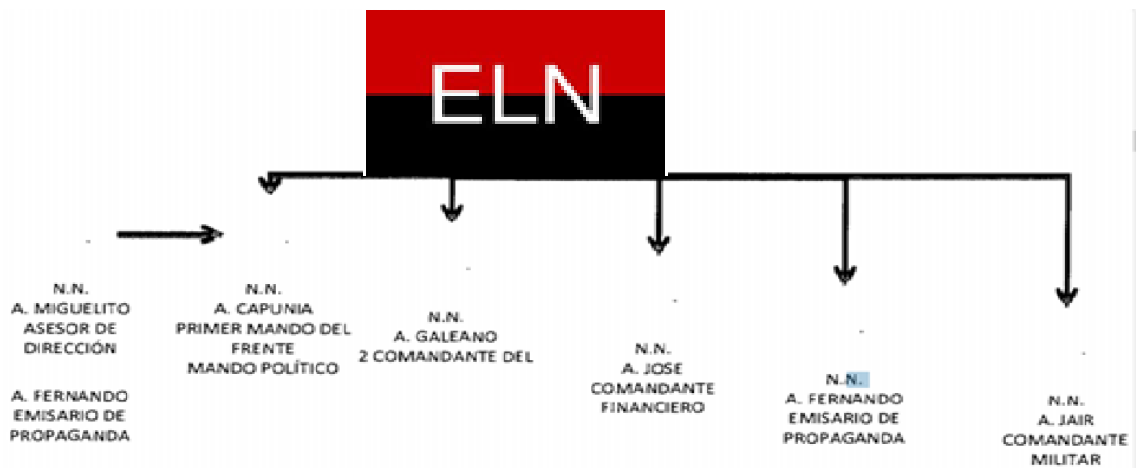 ELN
N.N.
A. MIGUELITO
ASESOR DE
DIRECCIÓN
A. FERNANDO
EMISARIO DE
PROPAGANDA
N.N.
A. CAPUNIA
PRIMER MANDO DEL
FRENTE
MANDO POLÍTICO
N.N.
A. GALEANO
2 COMANDANTE DEL
N.N.
A. JOSE
COMANDANTE
FINANCIERO
N.N.
A. FERNANDO
EMISARIO DE
PROPAGANDA
N.N.
A. JAIR
COMANDANTE
MILITAR